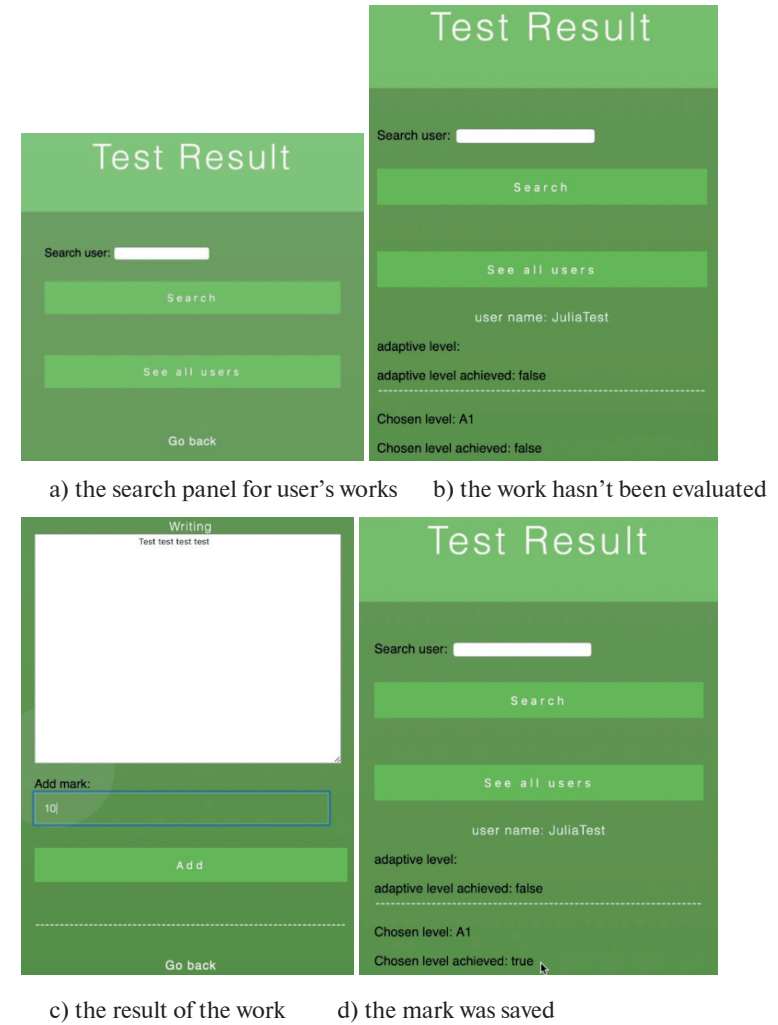 Test Result
Search user:
Search
See all users
Go back
Test Result
Search user:
Search
See all users
user name: JuliaTest
adaptive level:
adaptive level achieved: false
Chosen level: A1
Chosen level achieved: false
a) the search panel for user’s works
b) the work hasn’t been evaluated
Writing
Test test test test
Add mark:
10
Add
Go back
Test Result
Search user:
Search
See all users
user name: JuliaTest
adaptive level:
adaptive level achieved: false
Chosen level: A1
Chosen level achieved: true
c) the result of the work
d) the mark was saved